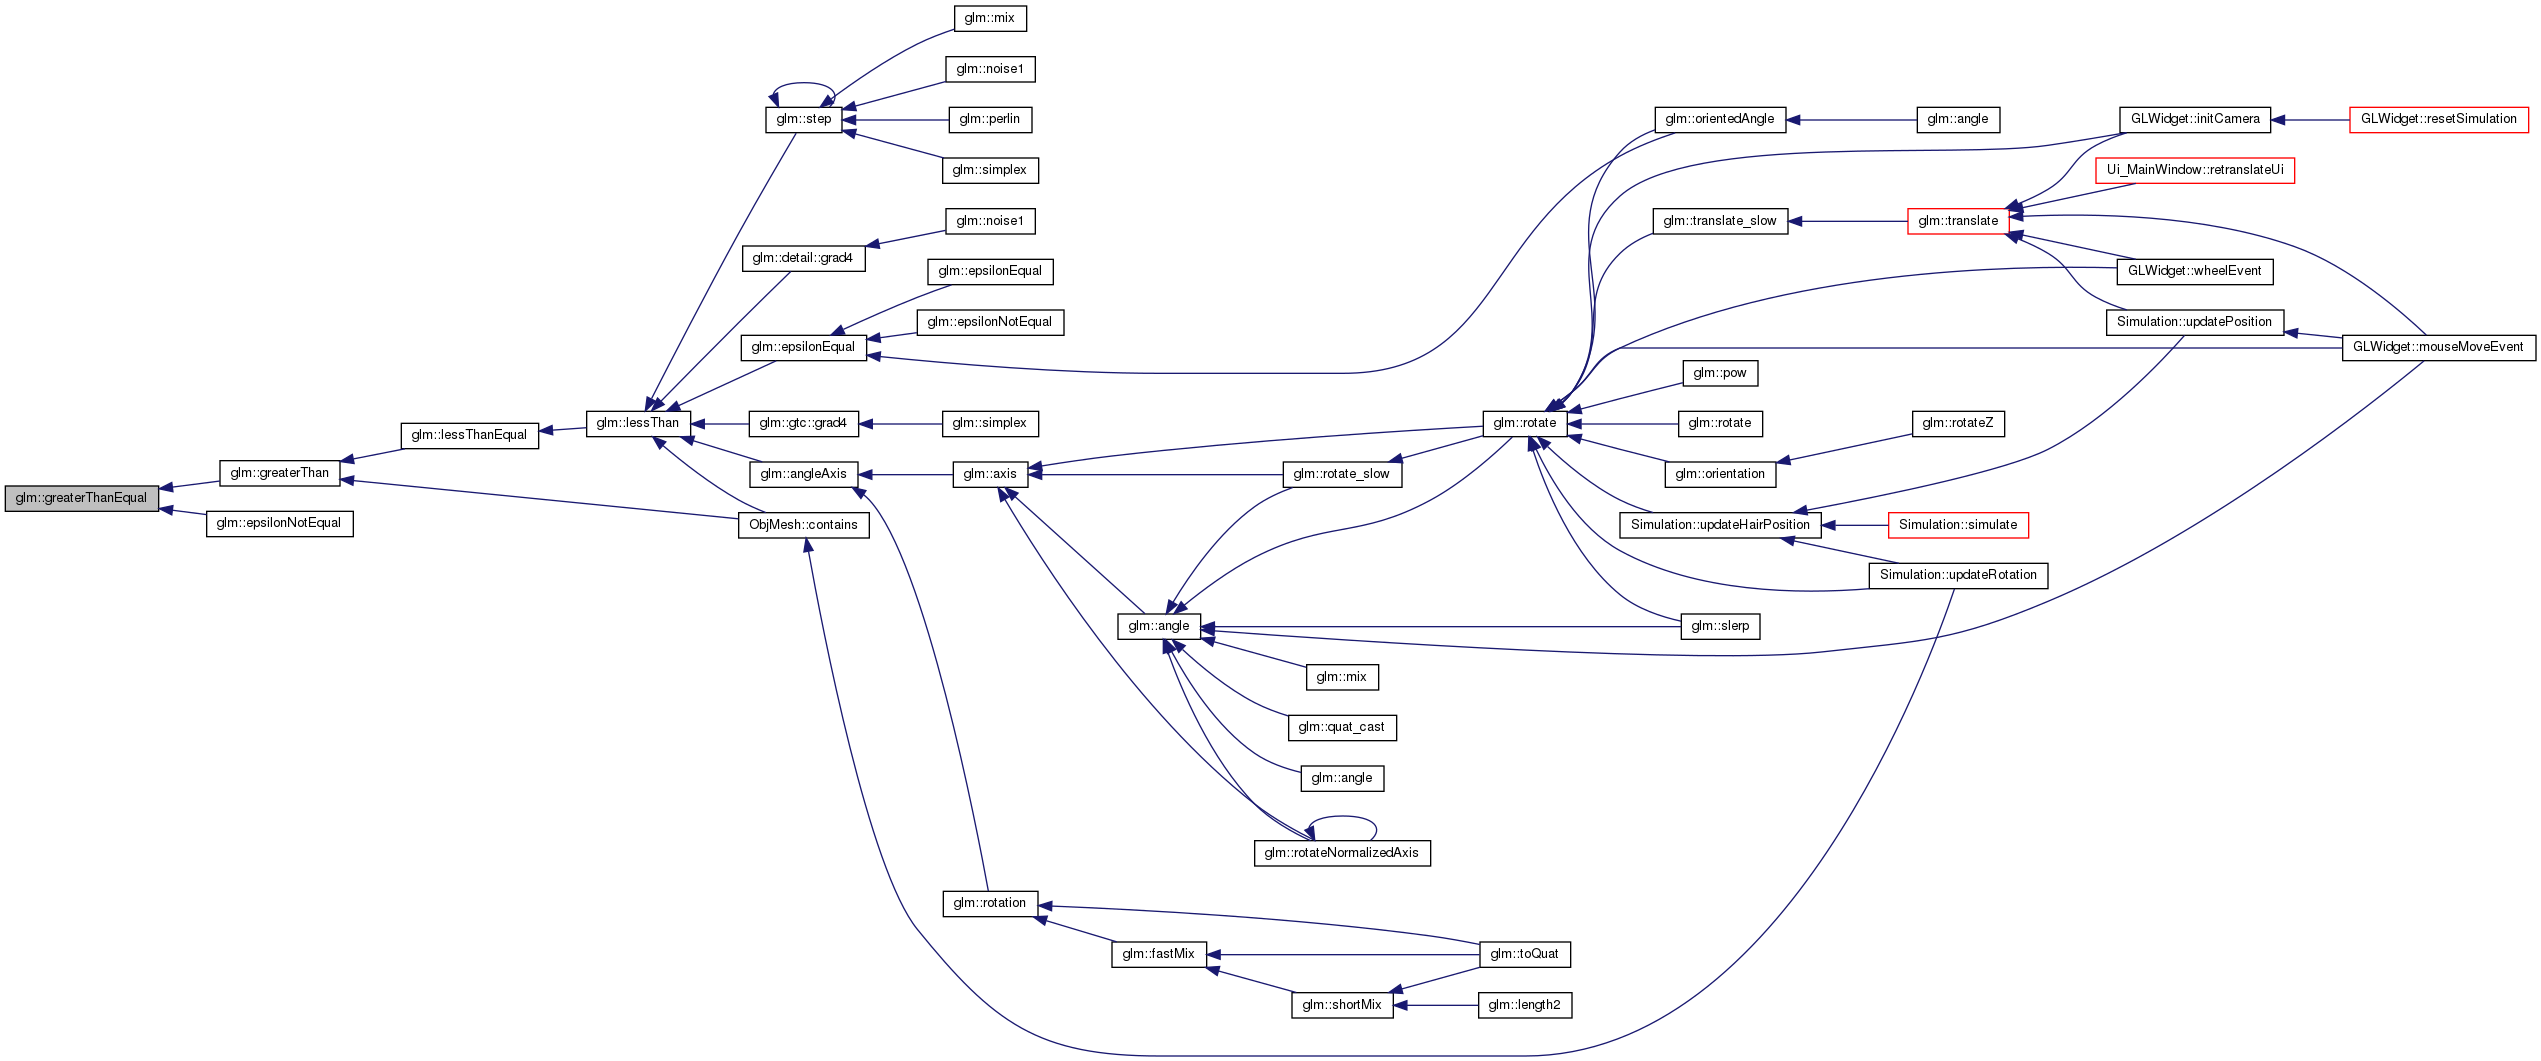 glm::mix
glm::noise1
glm::step
glm::perlin
glm::orientedAngle
glm::angle
GLWidget::initCamera
GLWidget::resetSimulation
glm::simplex
Ui_MainWindow::retranslateUi
glm::noise1
glm::translate_slow
glm::translate
glm::detail::grad4
glm::epsilonEqual
GLWidget::wheelEvent
glm::epsilonNotEqual
Simulation::updatePosition
glm::epsilonEqual
GLWidget::mouseMoveEvent
glm::pow
glm::lessThan
glm::gtc::grad4
glm::simplex
glm::rotate
glm::rotate
glm::rotateZ
glm::lessThanEqual
glm::greaterThan
glm::angleAxis
glm::axis
glm::rotate_slow
glm::orientation
glm::greaterThanEqual
glm::epsilonNotEqual
ObjMesh::contains
Simulation::updateHairPosition
Simulation::simulate
Simulation::updateRotation
glm::angle
glm::slerp
glm::mix
glm::quat_cast
glm::angle
glm::rotateNormalizedAxis
glm::rotation
glm::fastMix
glm::toQuat
glm::shortMix
glm::length2